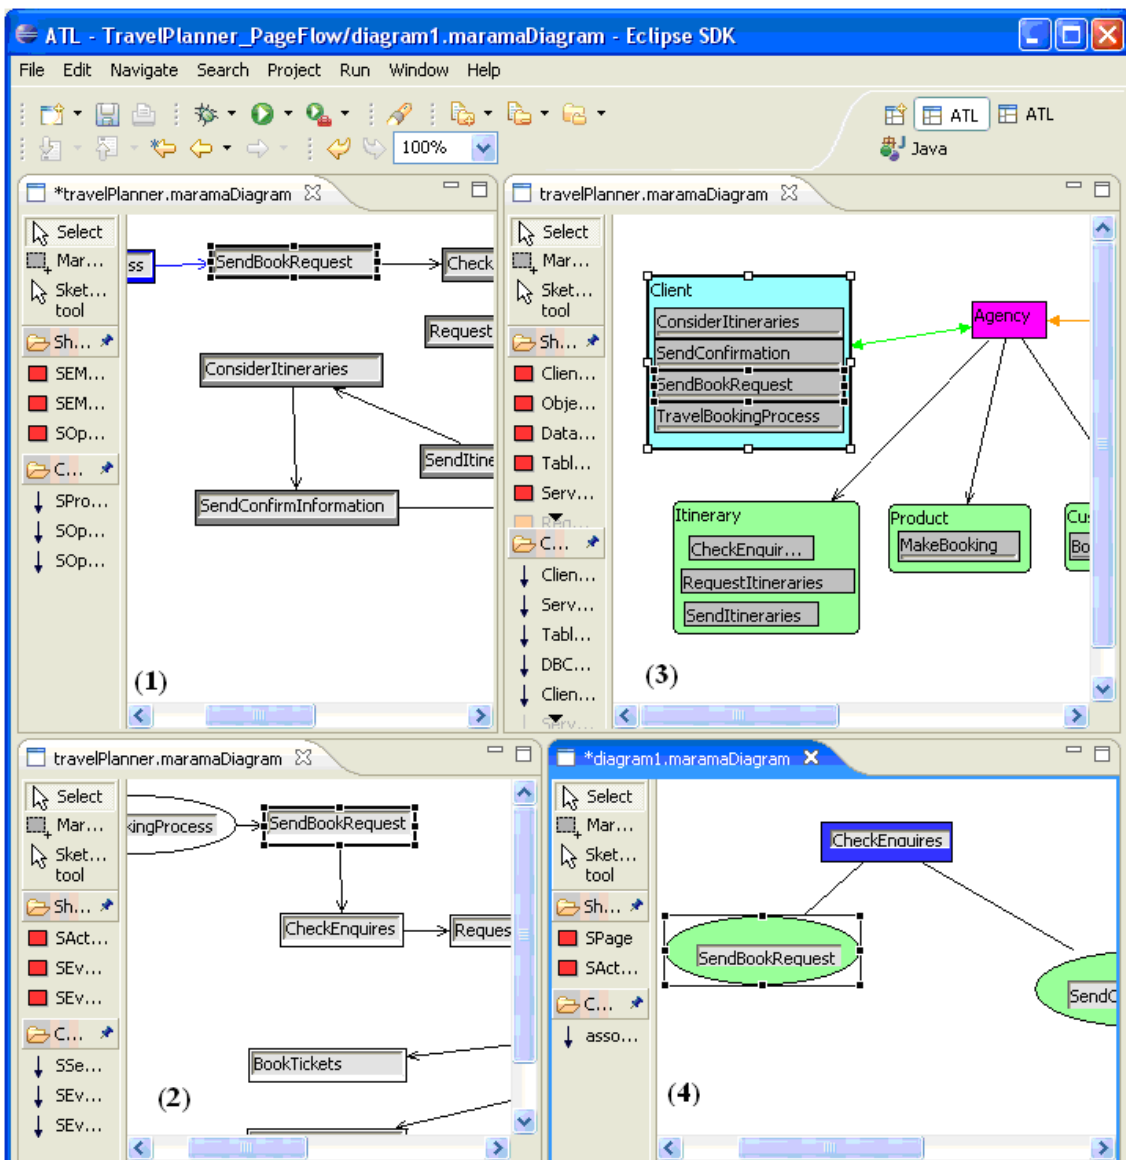 ATL - TravelPlanner_PageFlow/diagram1.maramaDiagram - Eclipse SDK
File Edit Navigate Search Project Run Window Help
ATL ATL
100%
Java
*travelPlanner.maramaDiagram
Select
Mar...
Sket...
tool
Sh...
SEM...
SEM...
SOp...
C...
SPro...
SOp...
SOp...
ss
SendBookRequest
Check
Request
ConsiderItineraries
SendItine
SendConfirmInformation
(1)
travelPlanner.maramaDiagram
Select
Mar...
Sket...
tool
Sh...
Clien...
Obje...
Data...
Tabl...
Serv...
C...
Clien...
Serv...
Tabl...
DBC...
Clien...
Serv...
Client
ConsiderItineraries
SendConfirmation
SendBookRequest
TravelBookingProcess
Agency
Itinerary
CheckEnquir...
RequestItineraries
SendItineraries
Product
MakeBooking
Cus
Bo
(3)
travelPlanner.maramaDiagram
Select
Mar...
Sket...
tool
Sh...
SAct...
SEv...
SEv...
C...
SSe...
SEv...
SEv...
kingProcess
SendBookRequest
CheckEnquires
Reques
BookTickets
(2)
*diagram1.maramaDiagram
Select
Mar...
Sket...
tool
Sh...
SPage
SAct...
C...
asso...
CheckEnquires
SendBookRequest
SendC
(4)